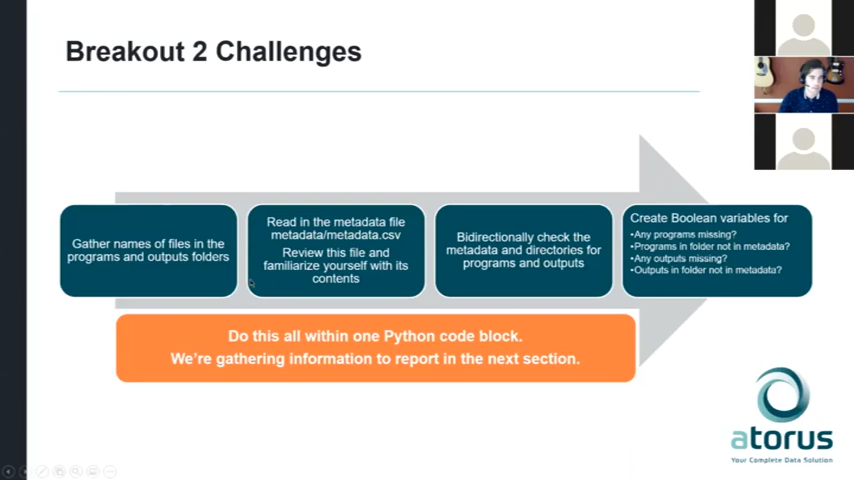 Breakout 2 Challenges
Gather names of files in the
programs and outputs folders
Read in the metadata file
metadata/metadata.csv
Review this file and
familiarize yourself with its
contents
Bidirectionally check the
metadata and directories for
programs and outputs
Create Boolean variables for
•Any programs missing?
•Programs in folder not in metadata?
•Any outputs missing?
•Outputs in folder not in metadata?
Do this all within one Python code block.
We're gathering information to report in the next section.
atorus
Your Complete Data Solution